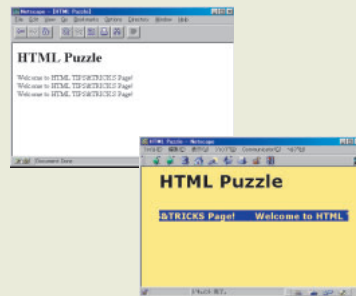 Netscape - [HTML Puzzle]
File Edit View Go Bookmarks Options Directory Window Help
HTML Puzzle
Welcome to HTML TIPS&TRICKS Page!
Welcome to HTML TIPS&TRICKS Page!
Welcome to HTML TIPS&TRICKS Page!
Document: Done
HTML Puzzle - Netscape
Communicator
HTML Puzzle
&TRICKS Page! Welcome to HTML